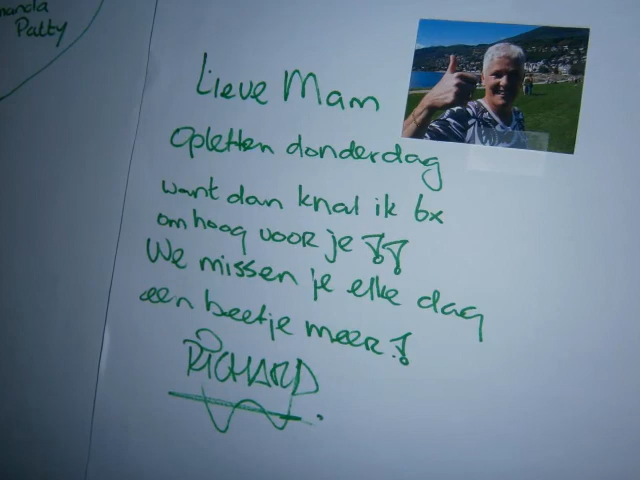 Patty
Lieve Mam
Opletten donderdag
want dan knal ik 6x
omhoog voor je !!
We missen je elke dag
een beetje meer!
RICHARD